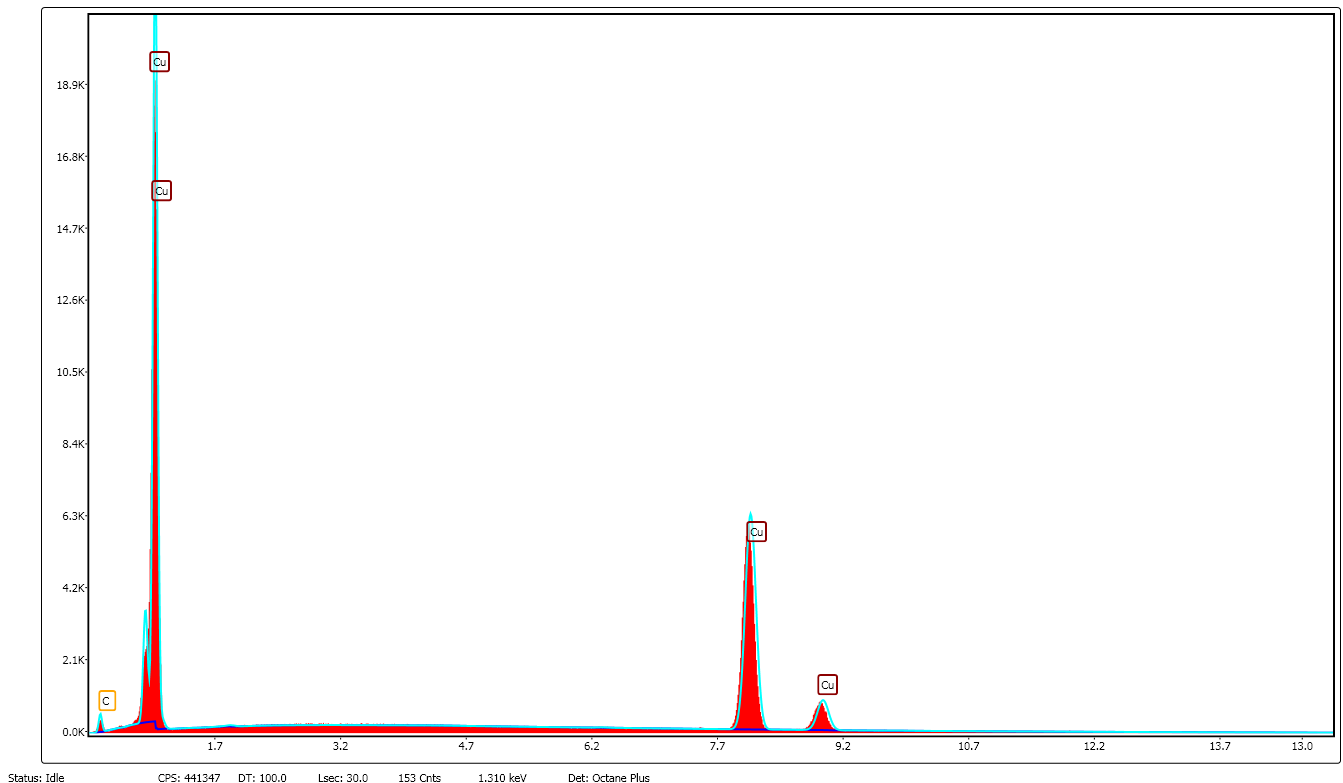 Cu
18.9K
16.8K
Cu
14.7K
12.6K
10.5K
8.4K
6.3K
Cu
4.2K
2.1K
Cu
C
0.0K
1.7 3.2 4.7 6.2 7.7 9.2 10.7 12.2 13.7 13.0
Status: Idle CPS: 441347 DT: 100.0 Lsec: 30.0 153 Cnts 1.310 keV Det: Octane Plus